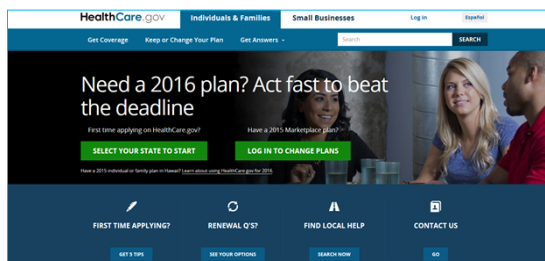 HealthCare.gov
Individuals & Families
Small Businesses
Log in
Español
Get Coverage
Keep or Change Your Plan
Get Answers
Search
SEARCH
Need a 2016 plan? Act fast to beat
the deadline
First time applying on HealthCare.gov?
Have a 2015 Marketplace plan?
SELECT YOUR STATE TO START
LOG IN TO CHANGE PLANS
Have a 2015 individual or family plan in Hawaii? Learn about using HealthCare.gov for 2016.
FIRST TIME APPLYING?
RENEWAL Q'S?
FIND LOCAL HELP
CONTACT US
GET 5 TIPS
SEE YOUR OPTIONS
SEARCH NOW
GO